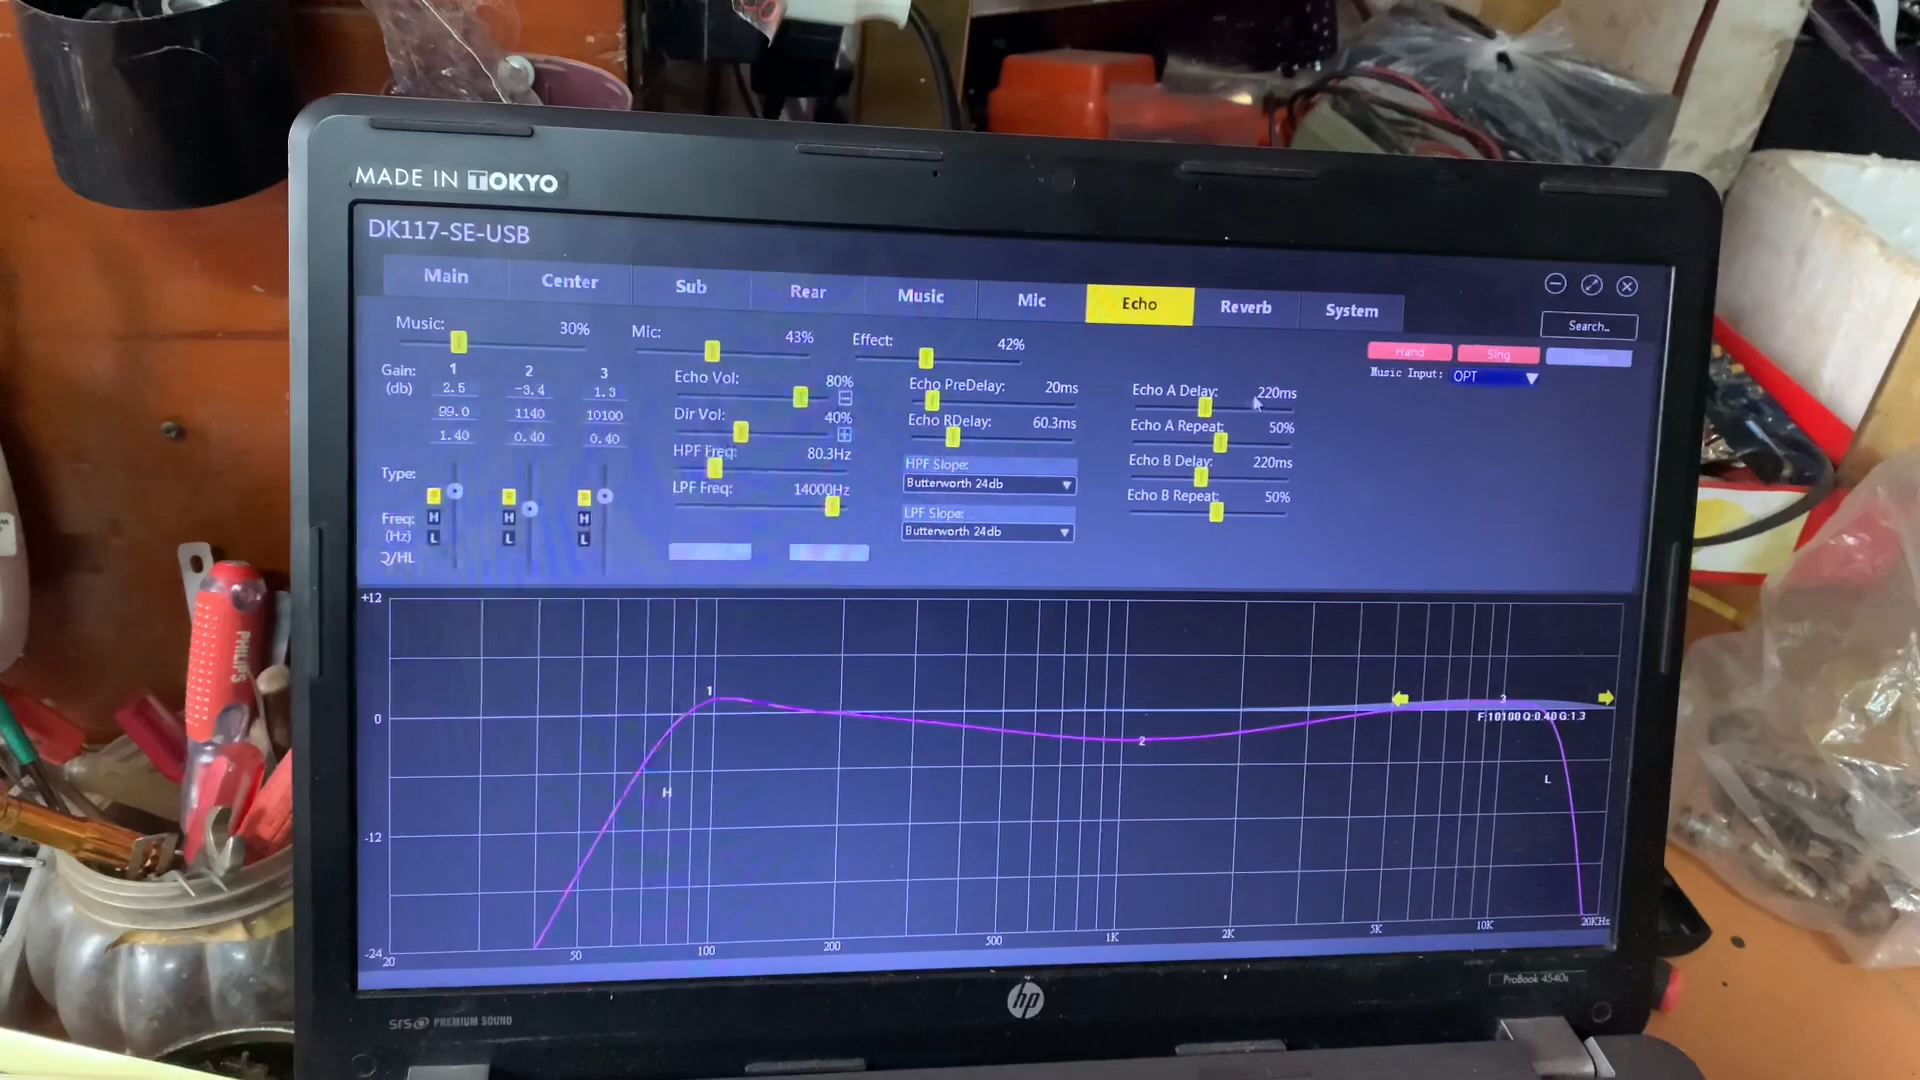 MADE IN TOKYO
DK117-SE-USB
Main Center Sub Rear Music Mic Echo Reverb System
Search..
Music: 30% Mic: 43% Effect: 42%
Hand Sing
Music Input: OPT
Gain: (db) 1 2 3
2.5 -3.4 1.3
99.0 1140 10100
1.40 0.40 0.40
Type:
Freq: (Hz)
Q/HL
H H H
L L L
Echo Vol: 80%
Dir Vol: 40%
HPF Freq: 80.3Hz
LPF Freq: 14000Hz
Echo PreDelay: 20ms
Echo RDelay: 60.3ms
HPF Slope:
Butterworth 24db
LPF Slope:
Butterworth 24db
Echo A Delay: 220ms
Echo A Repeat: 50%
Echo B Delay: 220ms
Echo B Repeat: 50%
+12
0
-12
-24
1
2
3
F:10100 Q:0.40 G:1.3
H
L
20 50 100 200 500 1K 2K 5K 10K 20KHz
hp
ProBook 4540s
SRS PREMIUM SOUND
PHILIPS